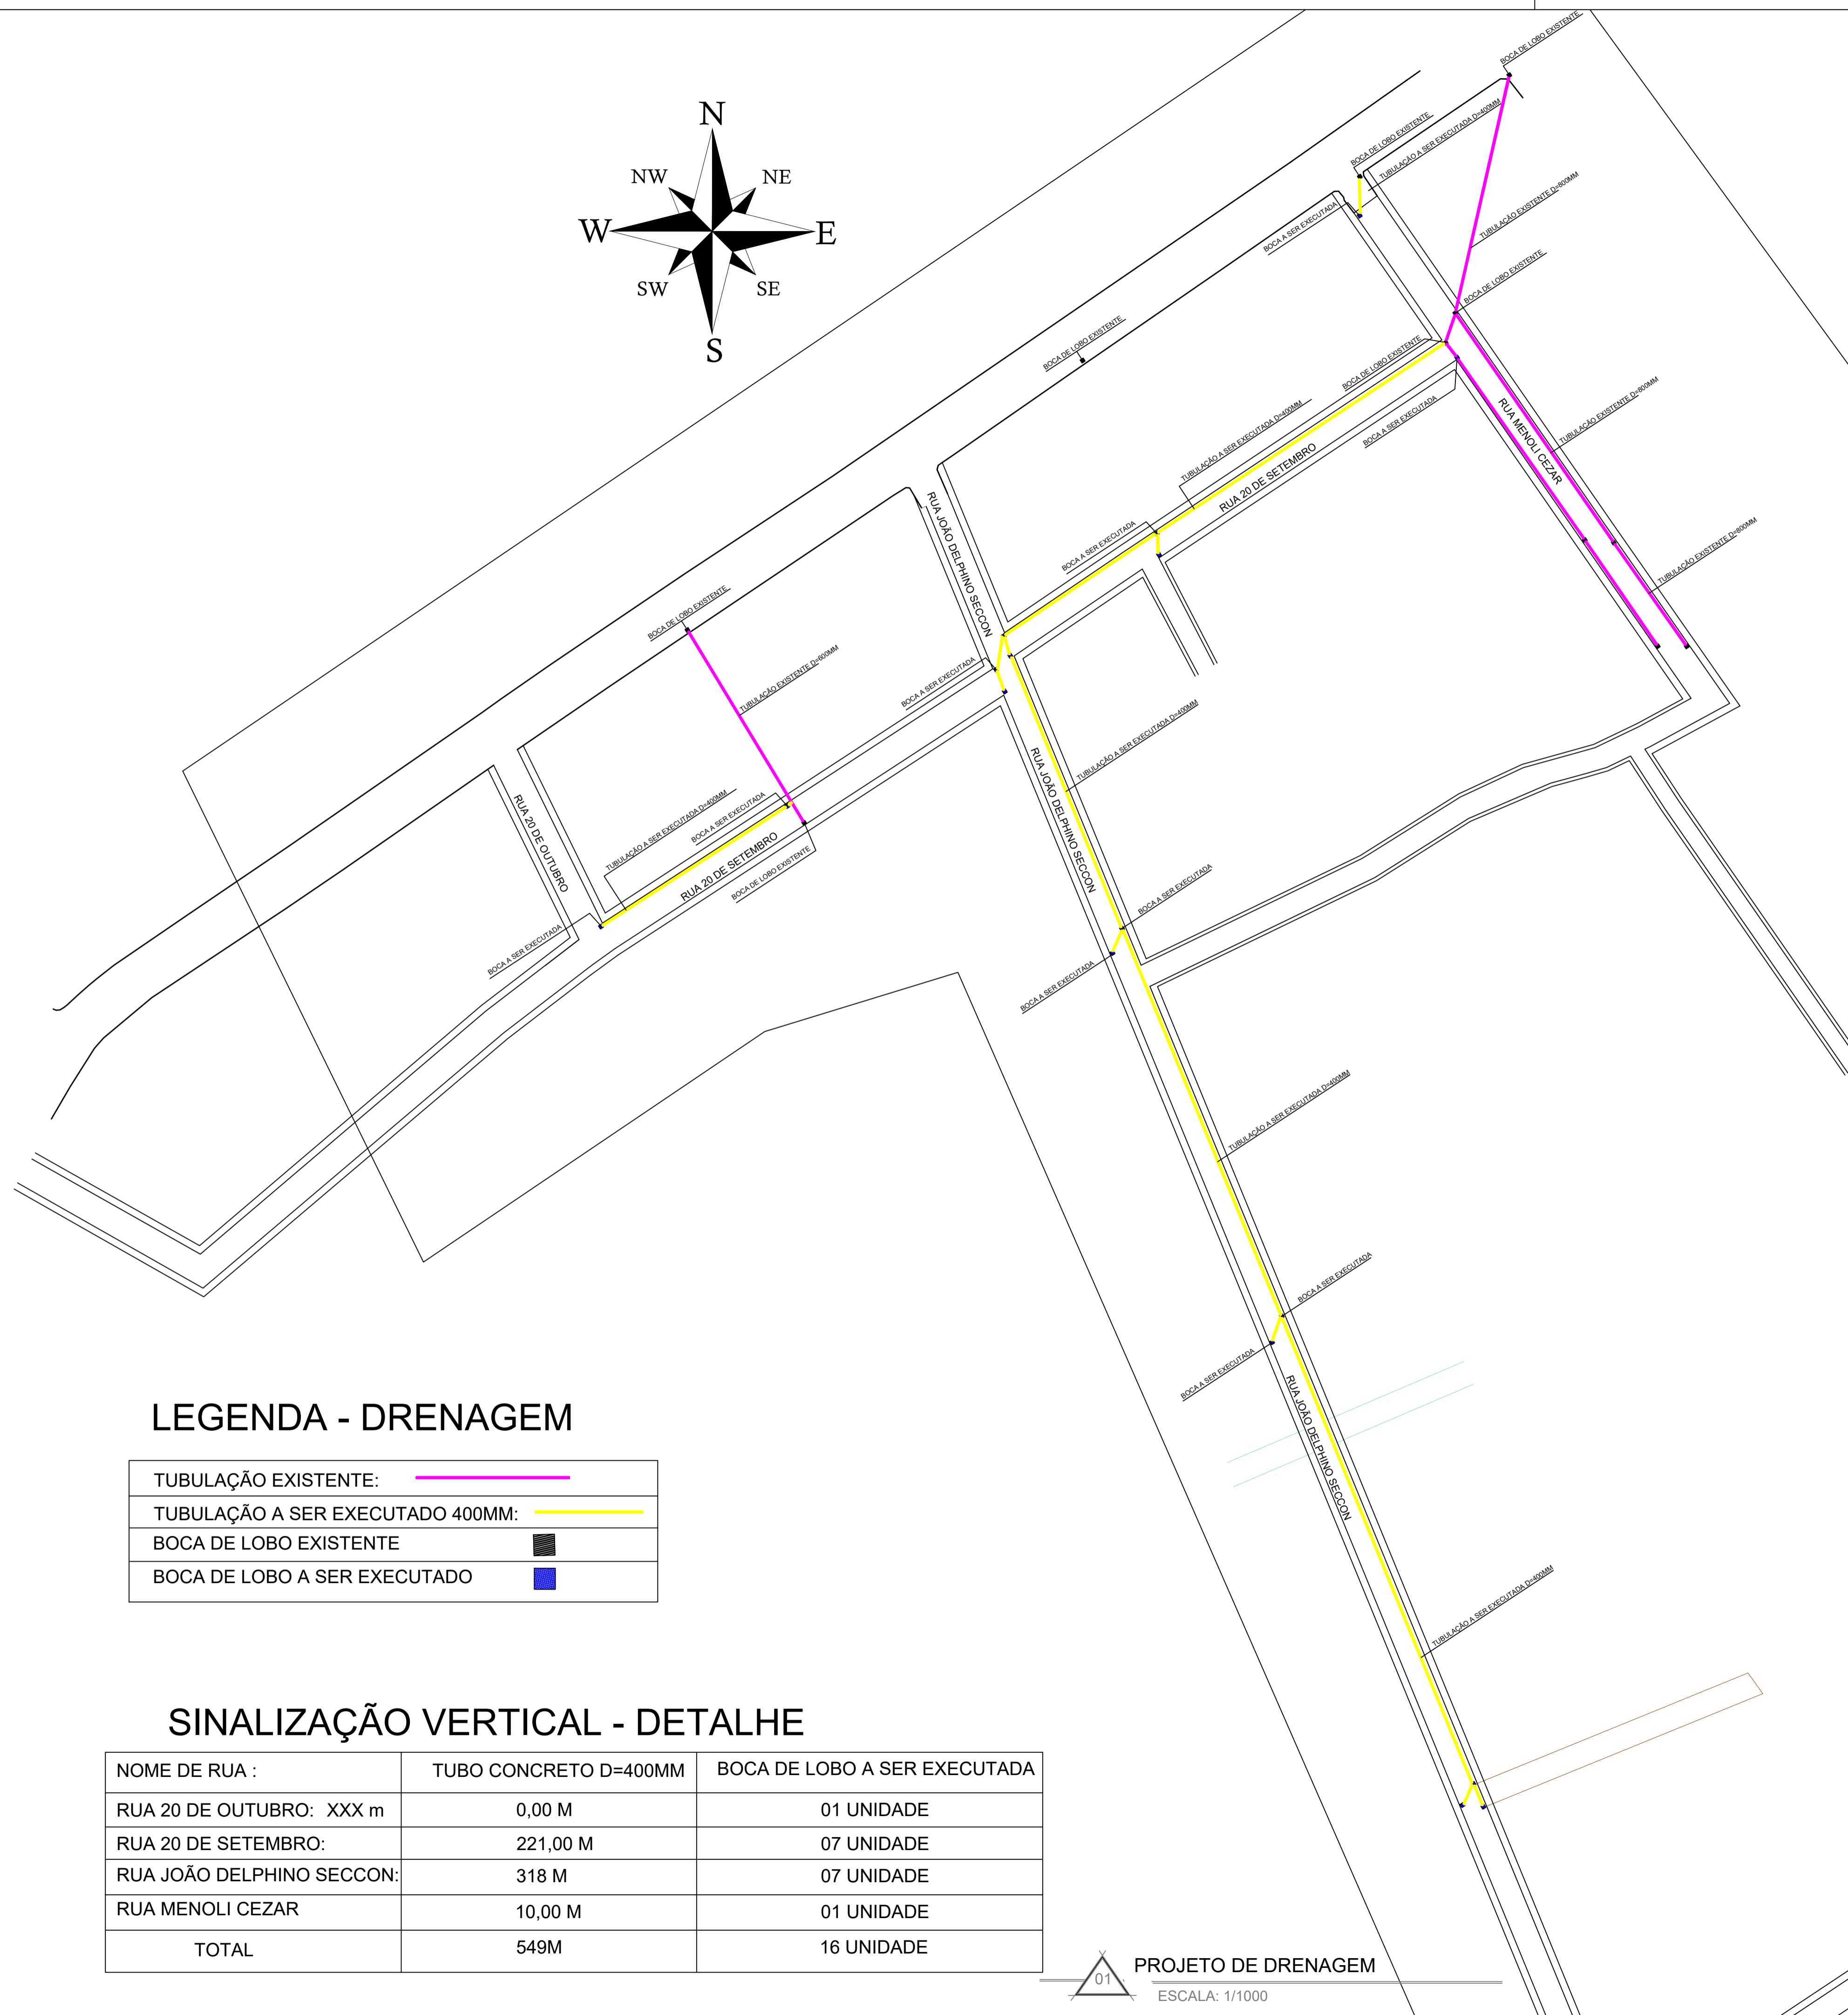 BOCA DE LOBO EXISTENTE
BOCA DE LOBO EXISTENTE
TUBULAÇÃO A SER EXECUTADA D=400MM
N
NW
NE
W
E
SW
SE
S
BOCA A SER EXECUTADA
TUBULAÇÃO EXISTENTE D=800MM
BOCA DE LOBO EXISTENTE
BOCA DE LOBO EXISTENTE
BOCA DE LOBO EXISTENTE
TUBULAÇÃO A SER EXECUTADA D=400MM
BOCA A SER EXECUTADA
RUA MENOLI CEZAR
TUBULAÇÃO EXISTENTE D=800MM
RUA 20 DE SETEMBRO
TUBULAÇÃO EXISTENTE D=800MM
RUA JOÃO DELPHINO SECCON
BOCA A SER EXECUTADA
BOCA DE LOBO EXISTENTE
TUBULAÇÃO EXISTENTE D=600MM
BOCA A SER EXECUTADA
TUBULAÇÃO A SER EXECUTADA D=400MM
RUA JOÃO DELPHINO SECCON
RUA 20 DE OUTUBRO
TUBULAÇÃO A SER EXECUTADA D=400MM
BOCA A SER EXECUTADA
RUA 20 DE SETEMBRO
BOCA DE LOBO EXISTENTE
BOCA A SER EXECUTADA
BOCA A SER EXECUTADA
BOCA A SER EXECUTADA
TUBULAÇÃO A SER EXECUTADA D=400MM
BOCA A SER EXECUTADA
BOCA A SER EXECUTADA
RUA JOÃO DELPHINO SECCON
TUBULAÇÃO A SER EXECUTADA D=400MM
LEGENDA - DRENAGEM
TUBULAÇÃO EXISTENTE:
TUBULAÇÃO A SER EXECUTADO 400MM:
BOCA DE LOBO EXISTENTE
BOCA DE LOBO A SER EXECUTADO
SINALIZAÇÃO VERTICAL - DETALHE
NOME DE RUA : TUBO CONCRETO D=400MM BOCA DE LOBO A SER EXECUTADA
RUA 20 DE OUTUBRO: XXX m 0,00 M 01 UNIDADE
RUA 20 DE SETEMBRO: 221,00 M 07 UNIDADE
RUA JOÃO DELPHINO SECCON: 318 M 07 UNIDADE
RUA MENOLI CEZAR 10,00 M 01 UNIDADE
TOTAL 549M 16 UNIDADE
01
PROJETO DE DRENAGEM
ESCALA: 1/1000